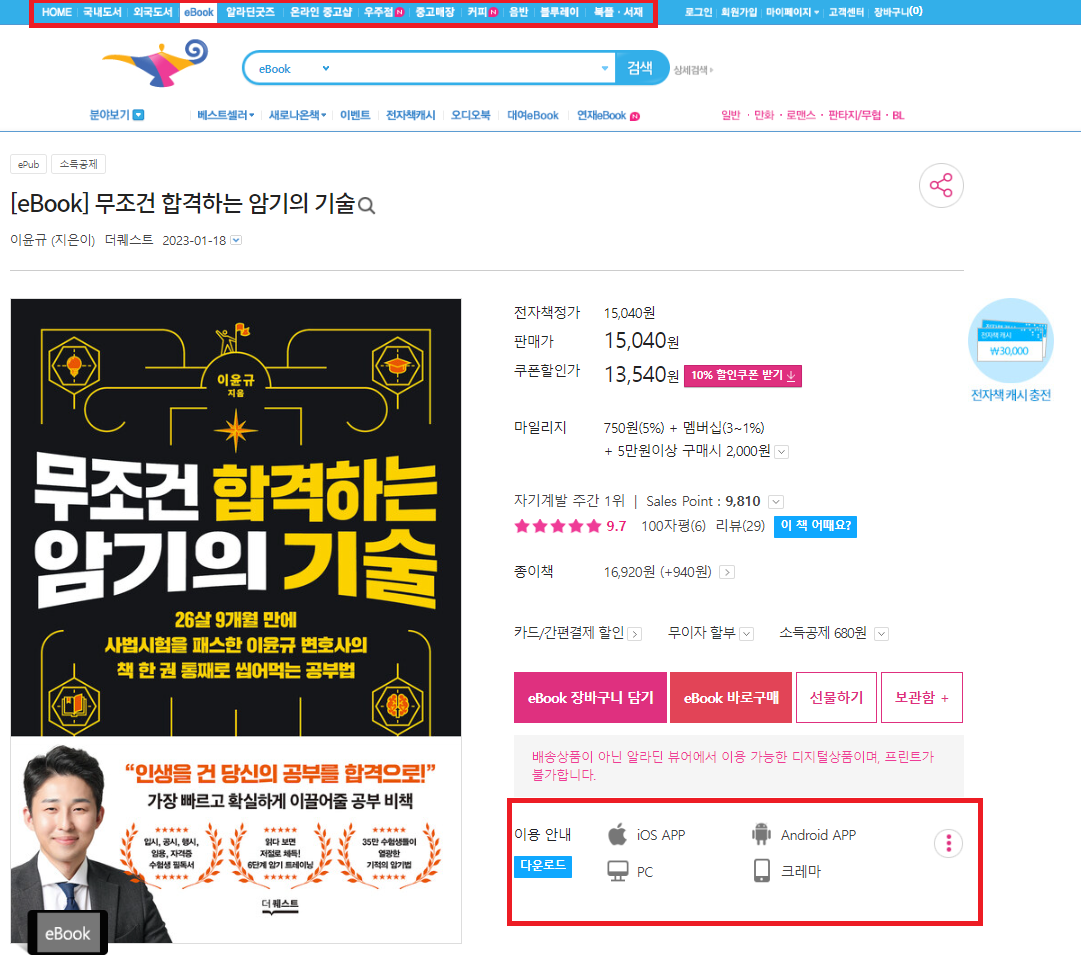 HOME 국내도서 외국도서 eBook 알라딘굿즈 온라인 중고샵 우주점 N 중고매장 커피 N 음반 블루레이 북플·서재 로그인 회원가입 마이페이지 고객센터 장바구니(0)
eBook 검색 상세검색
분야보기 베스트셀러 새로나온책 이벤트 전자책캐시 오디오북 대여eBook 연재eBook N 일반 · 만화 · 로맨스 · 판타지/무협 · BL
ePub 소득공제
[eBook] 무조건 합격하는 암기의 기술
이윤규 (지은이) 더퀘스트 2023-01-18
이윤규
지음
무조건 합격하는
암기의 기술
26살 9개월 만에
사법시험을 패스한 이윤규 변호사의
책 한 권 통째로 씹어먹는 공부법
“인생을 건 당신의 공부를 합격으로!”
가장 빠르고 확실하게 이끌어줄 공부 비책
입시, 공시, 행시,
임용, 자격증
수험생 필독서
읽다 보면
저절로 체득!
6단계 암기 트레이닝
35만 수험생들이
열광한
기적의 암기법
더 퀘스트
eBook
전자책정가 15,040원
판매가 15,040원
쿠폰할인가 13,540원 10% 할인쿠폰 받기
마일리지 750원(5%) + 멤버십(3~1%)
+ 5만원이상 구매시 2,000원
자기계발 주간 1위 | Sales Point : 9,810
9.7 100자평(6) 리뷰(29) 이 책 어때요?
종이책 16,920원 (+940원)
카드/간편결제 할인 무이자 할부 소득공제 680원
eBook 장바구니 담기 eBook 바로구매 선물하기 보관함 +
배송상품이 아닌 알라딘 뷰어에서 이용 가능한 디지털상품이며, 프린트가
불가합니다.
이용 안내 iOS APP Android APP
다운로드 PC 크레마
전자책 캐시
₩30,000
전자책 캐시 충전